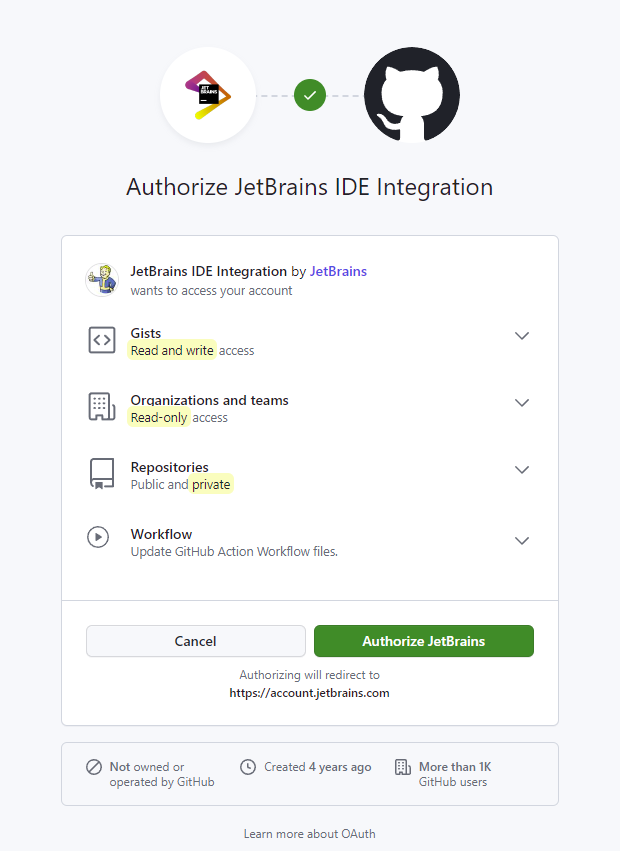 JET
BRAINS
Authorize JetBrains IDE Integration
JetBrains IDE Integration by JetBrains
wants to access your account
Gists
Read and write access
Organizations and teams
Read-only access
Repositories
Public and private
Workflow
Update GitHub Action Workflow files.
Cancel
Authorize JetBrains
Authorizing will redirect to
https://account.jetbrains.com
Not owned or
operated by GitHub
Created 4 years ago
More than 1K
GitHub users
Learn more about OAuth